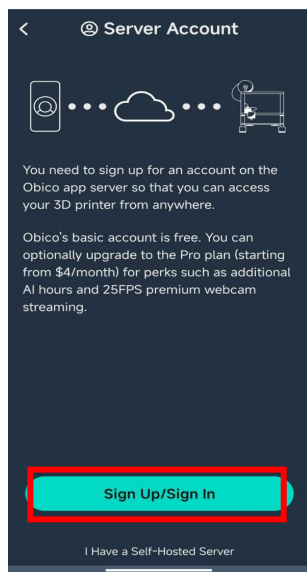 Server Account
You need to sign up for an account on the
Obico app server so that you can access
your 3D printer from anywhere.
Obico's basic account is free. You can
optionally upgrade to the Pro plan (starting
from $4/month) for perks such as additional
AI hours and 25FPS premium webcam
streaming.
Sign Up/Sign In
I Have a Self-Hosted Server